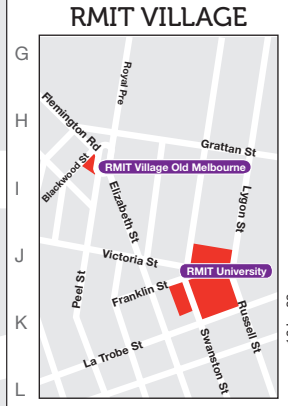 RMIT VILLAGE
G
Royal Pre
Flemington Rd
H
Grattan St
Blackwood St
RMIT Village Old Melbourne
I
Elizabeth St
Lygon St
J
Victoria St
RMIT University
Peel St
Franklin St
K
Russell St
Swanston St
La Trobe St
L